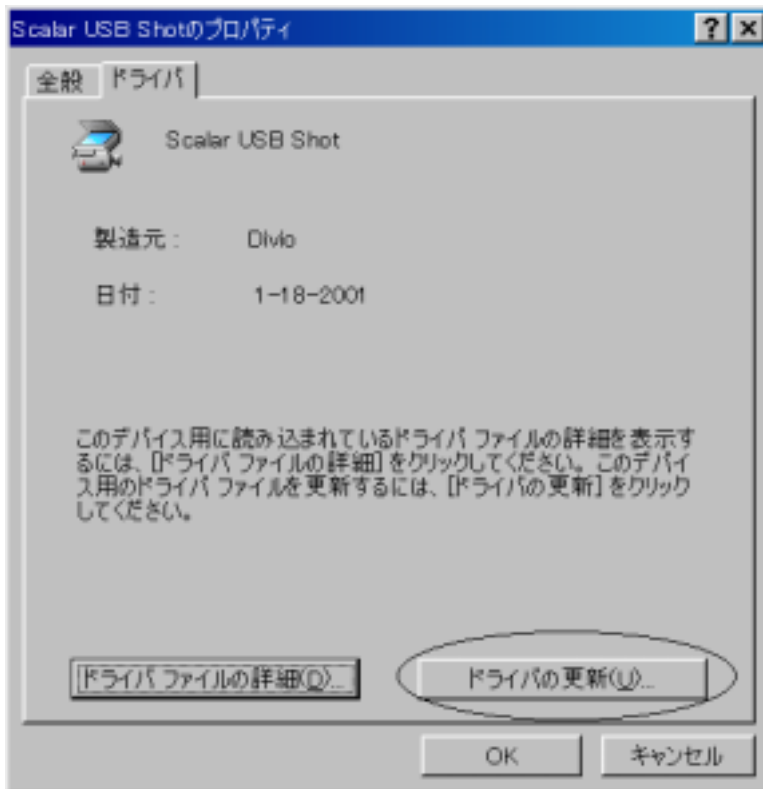 Scalar USB Shotのプロパティ
全般 ドライバ
Scalar USB Shot
製造元 : Divio
日付 : 1-18-2001
このデバイス用に読み込まれているドライバ ファイルの詳細を表示す
るには、[ドライバ ファイルの詳細] をクリックしてください。このデバイ
ス用のドライバ ファイルを更新するには、[ドライバの更新] をクリック
してください。
ドライバ ファイルの詳細(D)... ドライバの更新(U)...
OK キャンセル